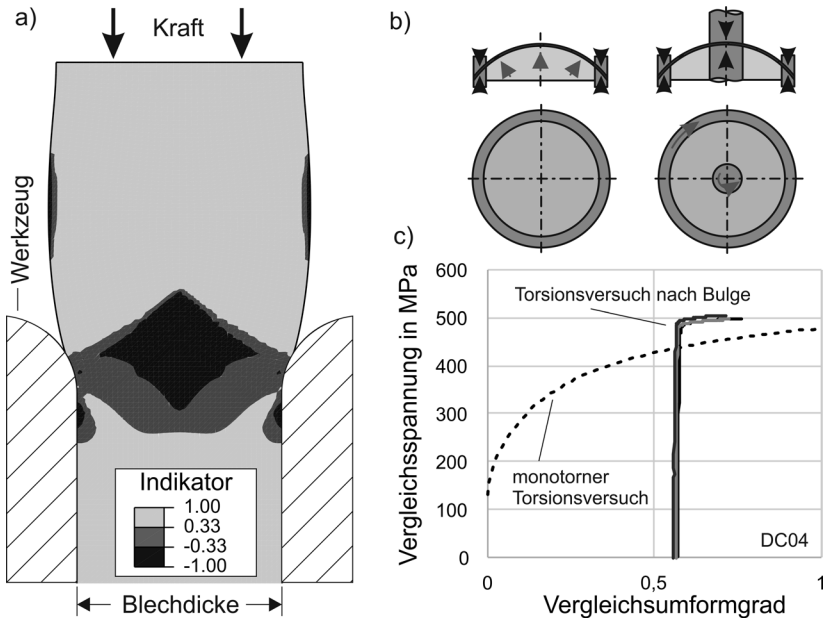 a)
Kraft
Werkzeug
Indikator
1.00
0.33
-0.33
-1.00
Blechdicke
b)
c)
Vergleichsspannung in MPa
600
500
400
300
200
100
0
Torsionsversuch nach Bulge
monotorner
Torsionsversuch
DC04
0
0,5
1
Vergleichsumformgrad